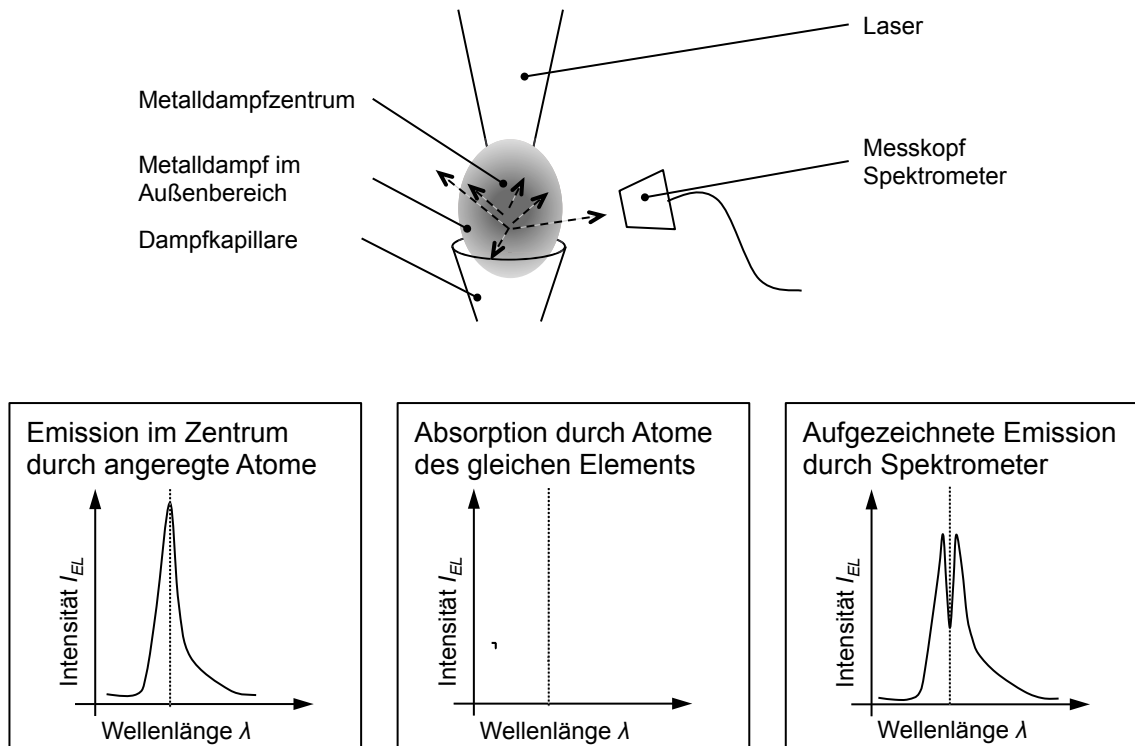 Laser
Metalldampfzentrum
Metalldampf im
Außenbereich
Messkopf
Spektrometer
Dampfkapillare
Emission im Zentrum
durch angeregte Atome
Intensität I_EL
Wellenlänge λ
Absorption durch Atome
des gleichen Elements
Intensität I_EL
Wellenlänge λ
Aufgezeichnete Emission
durch Spektrometer
Intensität I_EL
Wellenlänge λ